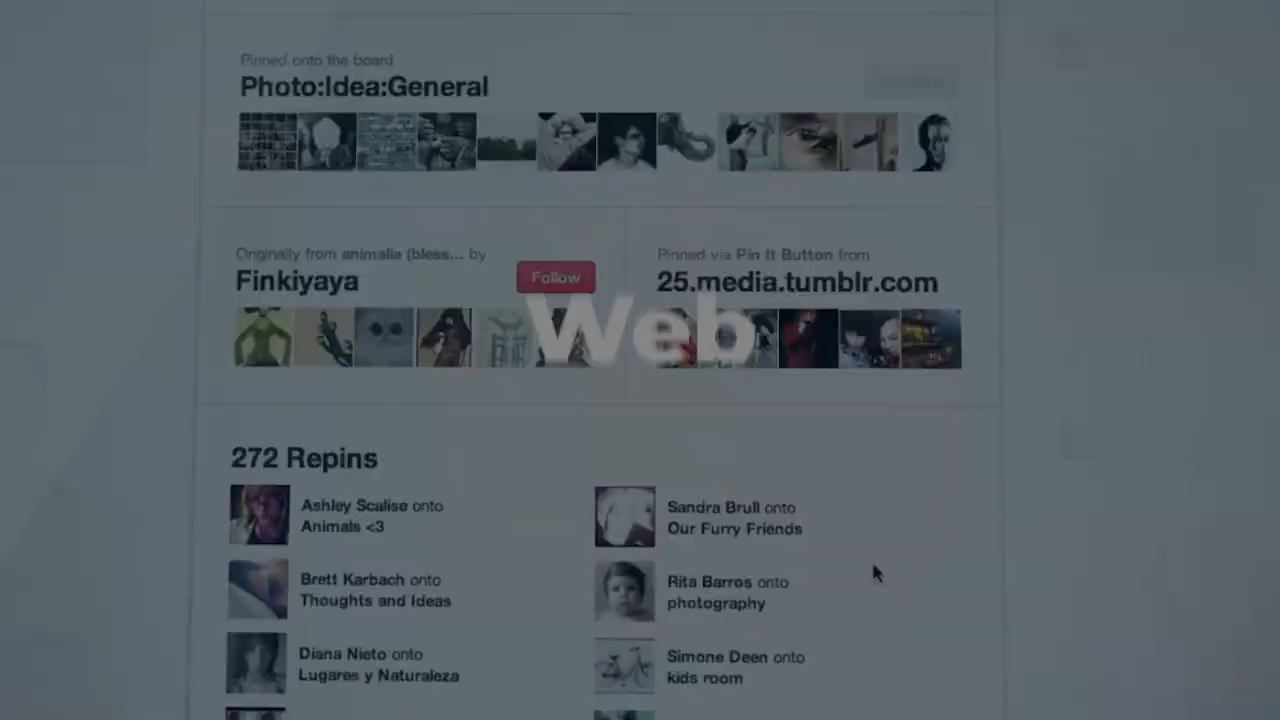 Pinned onto the board
Photo:Idea:General
Originally from animalia (bless... by
Finkiyaya
Follow
Pinned via Pin It Button from
25.media.tumblr.com
Web
272 Repins
Ashley Scalise onto
Animals <3
Sandra Brull onto
Our Furry Friends
Brett Karbach onto
Thoughts and Ideas
Rita Barros onto
photography
Diana Nieto onto
Lugares y Naturaleza
Simone Deen onto
kids room